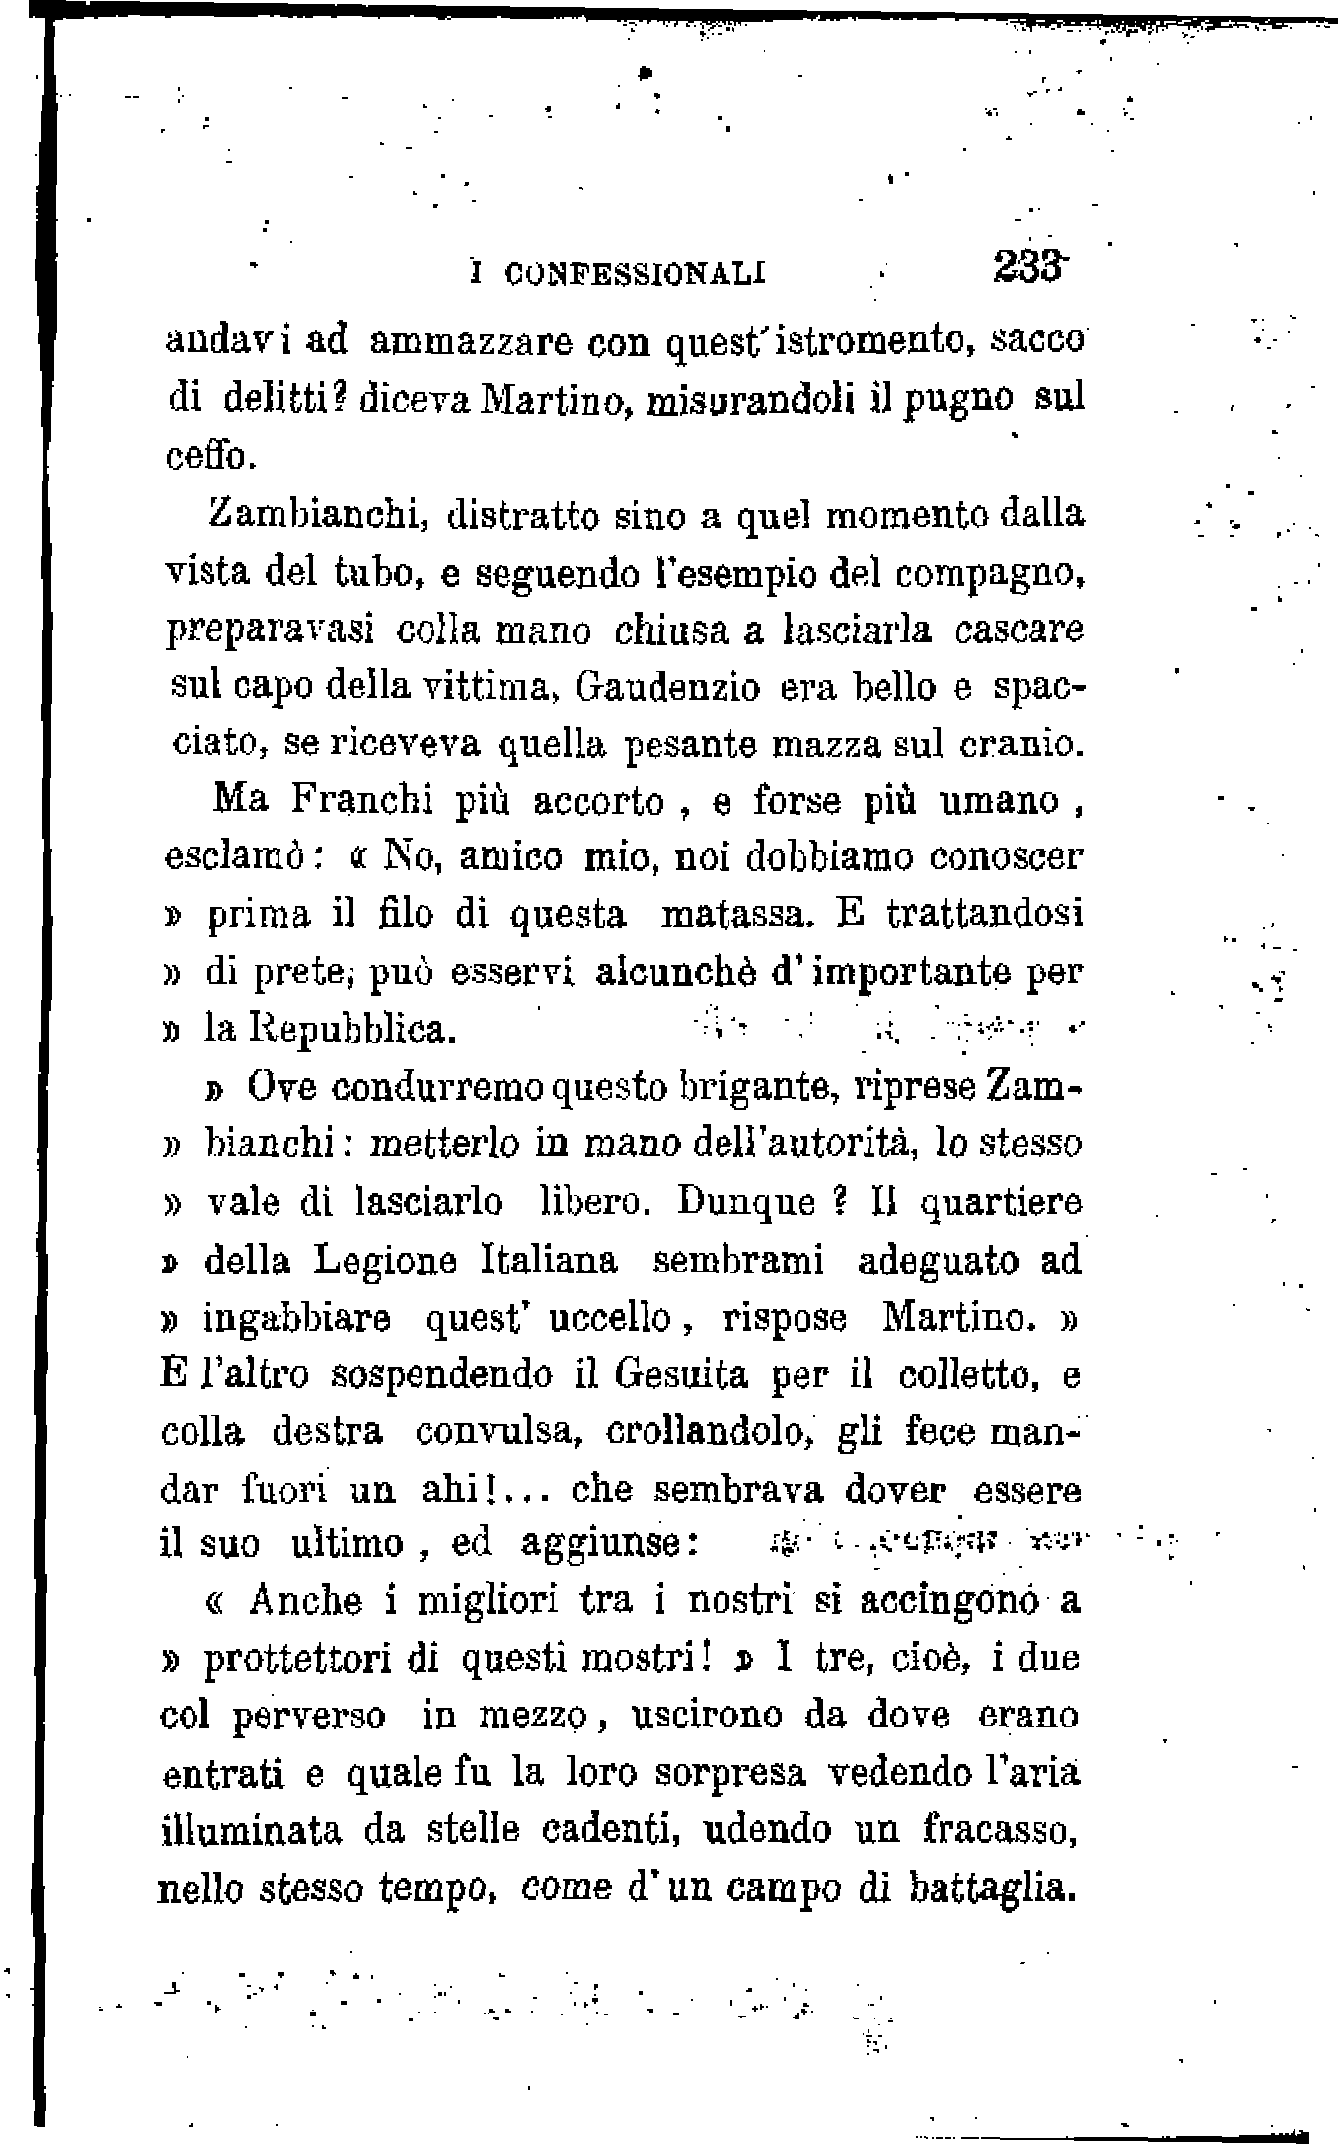 I CONFESSIONALI 233
andavi ad ammazzare con quest'istromento, sacco
di delitti? diceva Martino, misurandoli il pugno sul
ceffo.
Zambianchi, distratto sino a quel momento dalla
vista del tubo, e seguendo l'esempio del compagno,
preparavasi colla mano chiusa a lasciarla cascare
sul capo della vittima, Gaudenzio era bello e spac-
ciato, se riceveva quella pesante mazza sul cranio.
Ma Franchi più accorto , e forse più umano ,
esclamò : « No, amico mio, noi dobbiamo conoscer
» prima il filo di questa matassa. E trattandosi
» di prete; può esservi alcunchè d' importante per
» la Repubblica.
» Ove condurremo questo brigante, riprese Zam-
» bianchi : metterlo in mano dell'autorità, lo stesso
» vale di lasciarlo libero. Dunque ? Il quartiere
» della Legione Italiana sembrami adeguato ad
» ingabbiare quest' uccello , rispose Martino. »
E l'altro sospendendo il Gesuita per il colletto, e
colla destra convulsa, crollandolo, gli fece man-
dar fuori un ahi!... che sembrava dover essere
il suo ultimo , ed aggiunse :
« Anche i migliori tra i nostri si accingono a
» prottettori di questi mostri! » I tre, cioè, i due
col perverso in mezzo , uscirono da dove erano
entrati e quale fu la loro sorpresa vedendo l'aria
illuminata da stelle cadenti, udendo un fracasso,
nello stesso tempo, come d' un campo di battaglia.